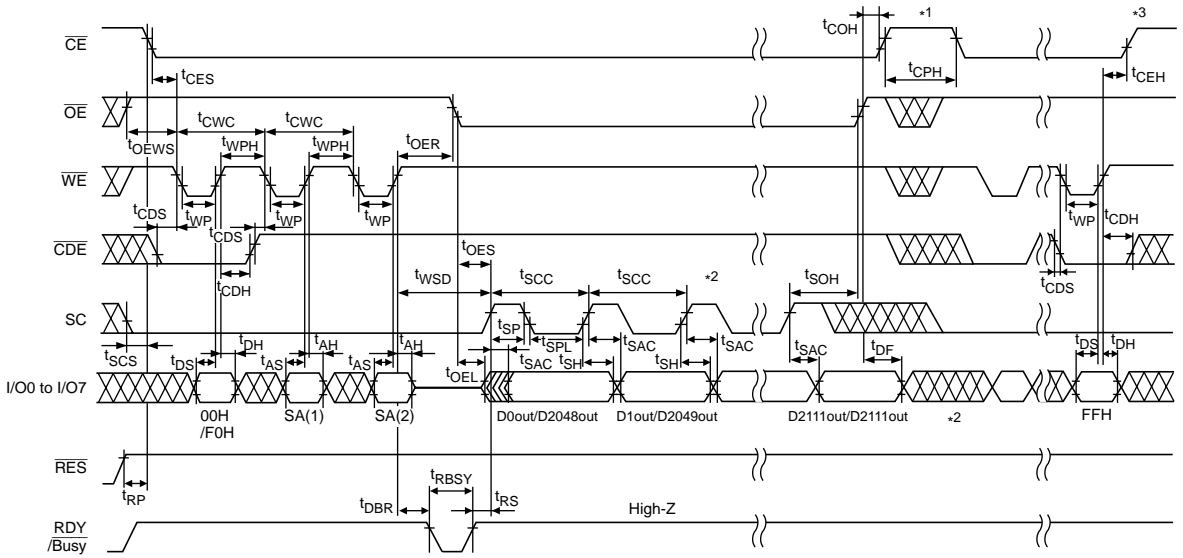 tCOH *1 *3
CE
tCES tCPH tCEH
OE
tCWC tCWC
tOEWS tWPH tWPH tOER
WE
tCDS tWP tWP tWP tWP tCDH
tCDS
CDE
tOES
tCDH tWSD tSCC tSCC *2 tSOH tCDS
SC
tSP tSPL
tSCS tDH tAH tAH tSAC tSAC tDS tDH
tDS tAS tAS tSAC tSH tSH tSAC tDF
tOEL
I/O0 to I/O7
00H SA(1) SA(2) D0out/D2048out D1out/D2049out D2111out/D2111out *2 FFH
/F0H
RES
tRP tRBSY
tDBR tRS High-Z
RDY
/Busy